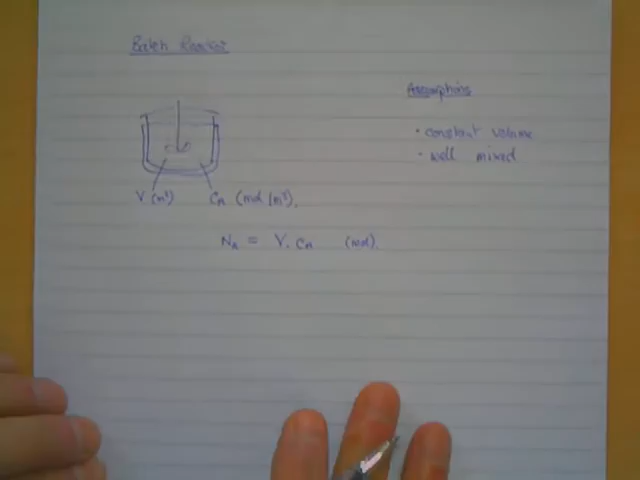 Batch Reactor
Assumptions
• constant volume
• well mixed
V (m³) CA (mol/m³).
NA = V. CA (mol).